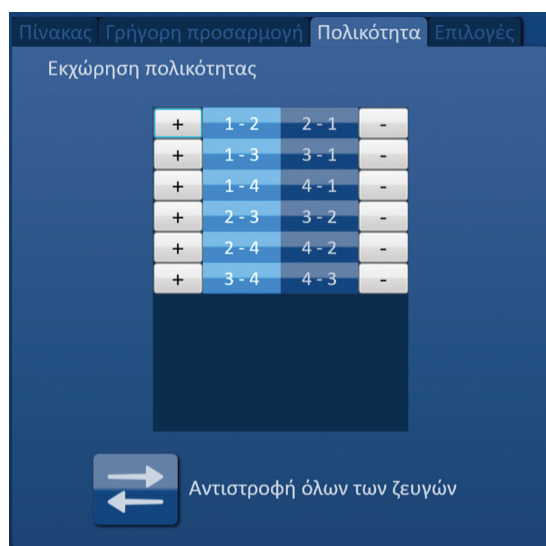 Πίνακας Γρήγορη προσαρμογή Πολικότητα Επιλογές
Εκχώρηση πολικότητας
+ 1 - 2 2 - 1 -
+ 1 - 3 3 - 1 -
+ 1 - 4 4 - 1 -
+ 2 - 3 3 - 2 -
+ 2 - 4 4 - 2 -
+ 3 - 4 4 - 3 -
Αντιστροφή όλων των ζευγών